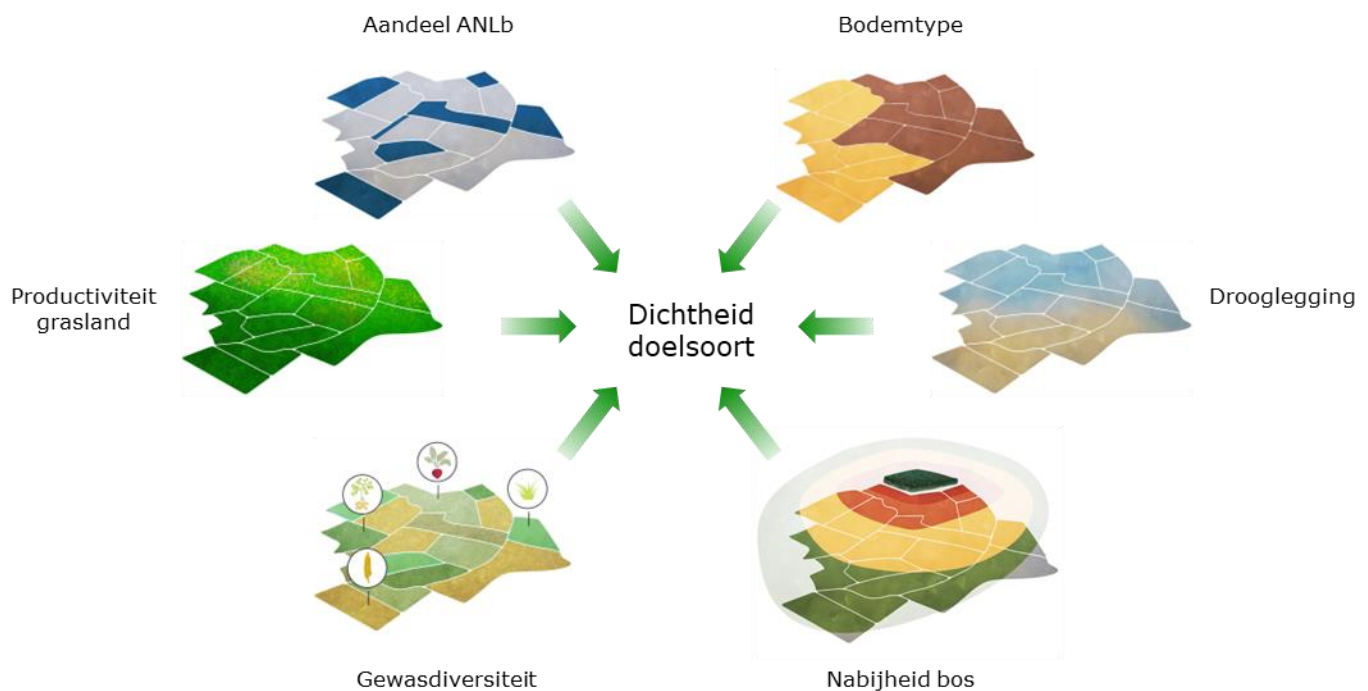 Aandeel ANLb
Bodemtype
Productiviteit
grasland
Dichtheid
doelsoort
Drooglegging
Gewasdiversiteit
Nabijheid bos